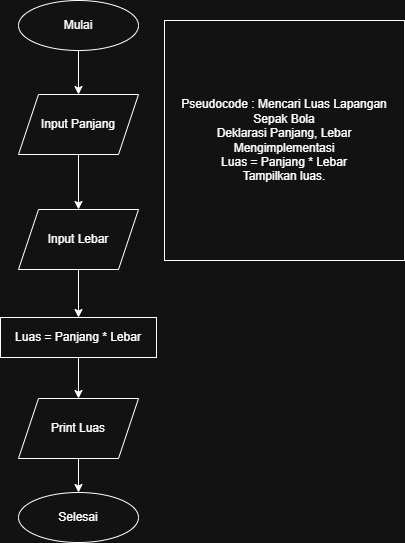 Mulai
Input Panjang
Input Lebar
Luas = Panjang * Lebar
Print Luas
Selesai
Pseudocode : Mencari Luas Lapangan
Sepak Bola
Deklarasi Panjang, Lebar
Mengimplementasi
Luas = Panjang * Lebar
Tampilkan luas.